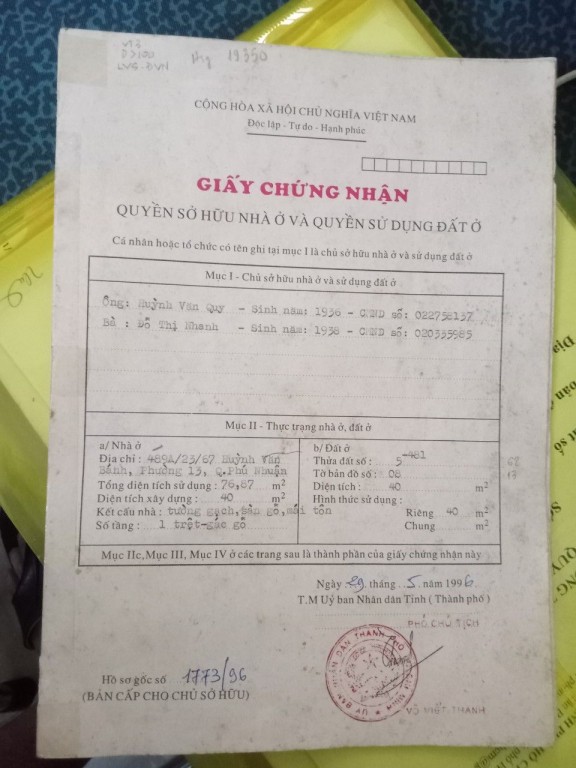 VP2
LVS-DVN
19350
CỘNG HÒA XÃ HỘI CHỦ NGHĨA VIỆT NAM
Độc lập - Tự do - Hạnh phúc
GIẤY CHỨNG NHẬN
QUYỀN SỞ HỮU NHÀ Ở VÀ QUYỀN SỬ DỤNG ĐẤT Ở
Cá nhân hoặc tổ chức có tên ghi tại mục I là chủ sở hữu nhà ở và sử dụng đất ở
Mục I - Chủ sở hữu nhà ở và sử dụng đất ở
Ông: Huỳnh Văn Quy - Sinh năm: 1936 - CMND số: 022758137
Bà : Đỗ Thị Nhanh - Sinh năm: 1938 - CMND số: 020335985
Mục II - Thực trạng nhà ở, đất ở
a/ Nhà ở
Địa chỉ : 489A/23/67 Huỳnh Văn
Bánh, Phường 13, Q.Phú Nhuận
Tổng diện tích sử dụng : 76,87 m2
Diện tích xây dựng : 40 m2
Kết cấu nhà : tường gạch, sàn gỗ, mái tôn
Số tầng : 1 trệt-gác gỗ
b/ Đất ở
Thửa đất số : 5-481
Tờ bản đồ số : 08
Diện tích : 40 m2
Hình thức sử dụng :
Riêng 40 m2
Chung m2
Mục IIc, Mục III, Mục IV ở các trang sau là thành phần của giấy chứng nhận này
Ngày 29 tháng 5 năm 1996
T.M Uỷ ban Nhân dân Tỉnh ( Thành phố )
PHÓ CHỦ TỊCH
VÕ VIẾT THANH
Hồ sơ gốc số 1773/96
(BẢN CẤP CHO CHỦ SỞ HỮU)